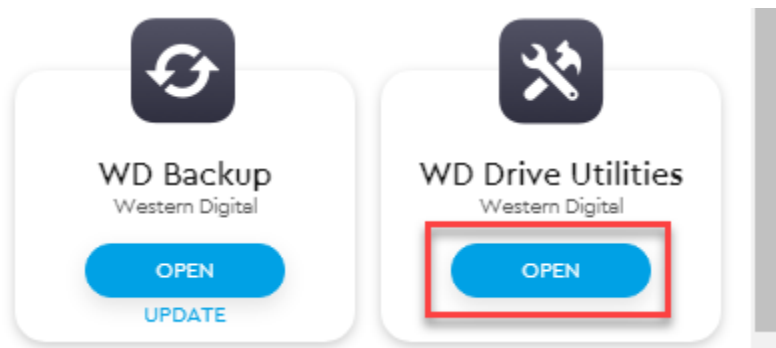 WD Backup
Western Digital
OPEN
UPDATE
WD Drive Utilities
Western Digital
OPEN